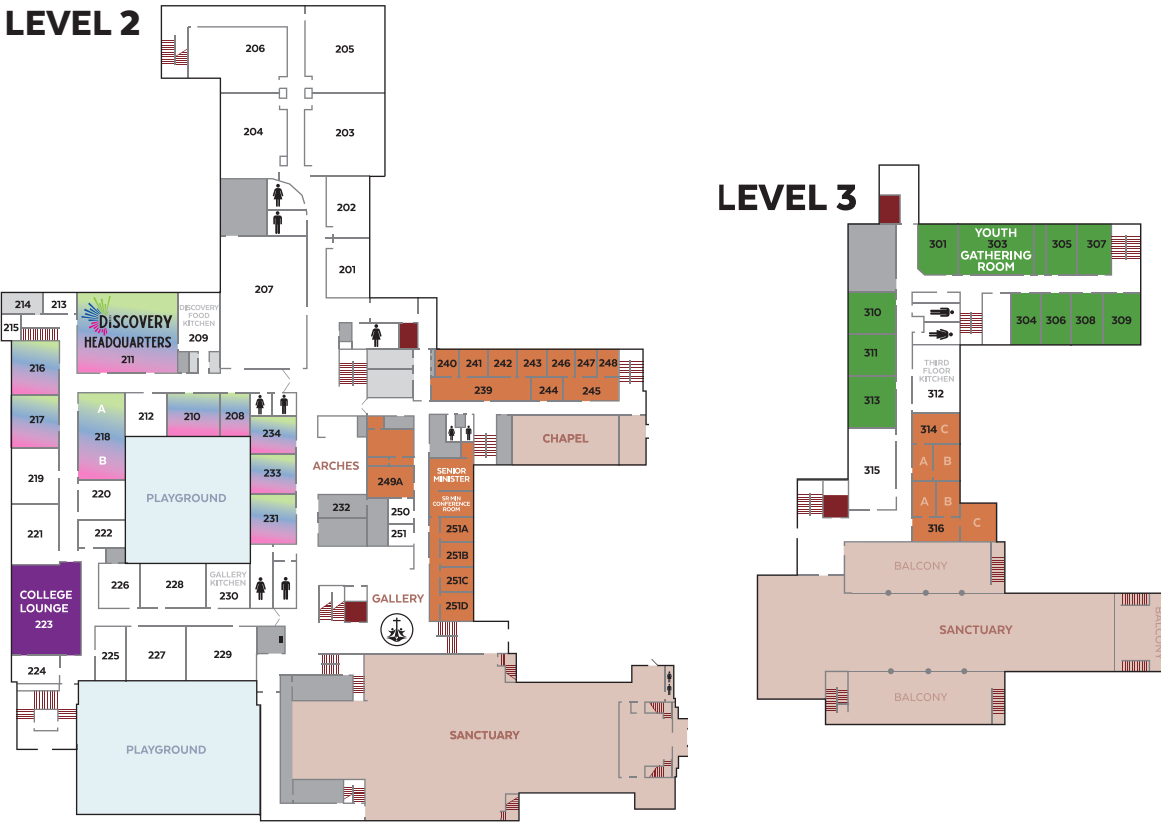 LEVEL 2
206
205
204
203
202
201
207
214
213
215
DiSCOVERY
HEADQUARTERS
211
DISCOVERY
FOOD
KITCHEN
209
216
217
A
218
B
212
210
208
234
233
231
219
220
221
222
PLAYGROUND
226
228
GALLERY
KITCHEN
230
COLLEGE
LOUNGE
223
224
225
227
229
PLAYGROUND
240
241
242
243
246
247
248
239
244
245
CHAPEL
ARCHES
249A
232
250
251
SENIOR
MINISTER
SR MIN
CONFERENCE
ROOM
251A
251B
251C
251D
GALLERY
SANCTUARY
LEVEL 3
301
YOUTH
303
GATHERING
ROOM
305
307
304
306
308
309
310
311
313
315
THIRD
FLOOR
KITCHEN
312
314 C
A
B
A
B
316
C
BALCONY
SANCTUARY
BALCONY
BALCONY